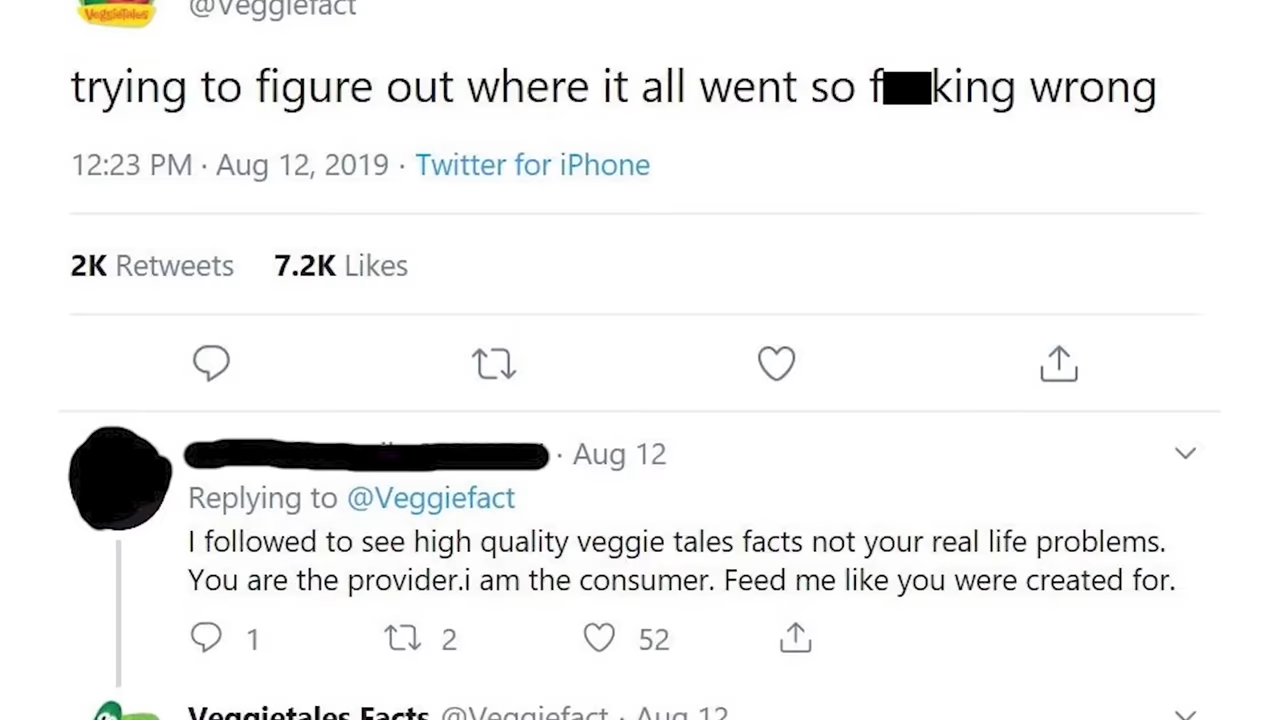 VeggieTales
@Veggiefact
trying to figure out where it all went so f king wrong
12:23 PM · Aug 12, 2019 · Twitter for iPhone
2K Retweets 7.2K Likes
· Aug 12
Replying to @Veggiefact
I followed to see high quality veggie tales facts not your real life problems.
You are the provider.i am the consumer. Feed me like you were created for.
1 2 52
Veggietales Facts @Veggiefact · Aug 12